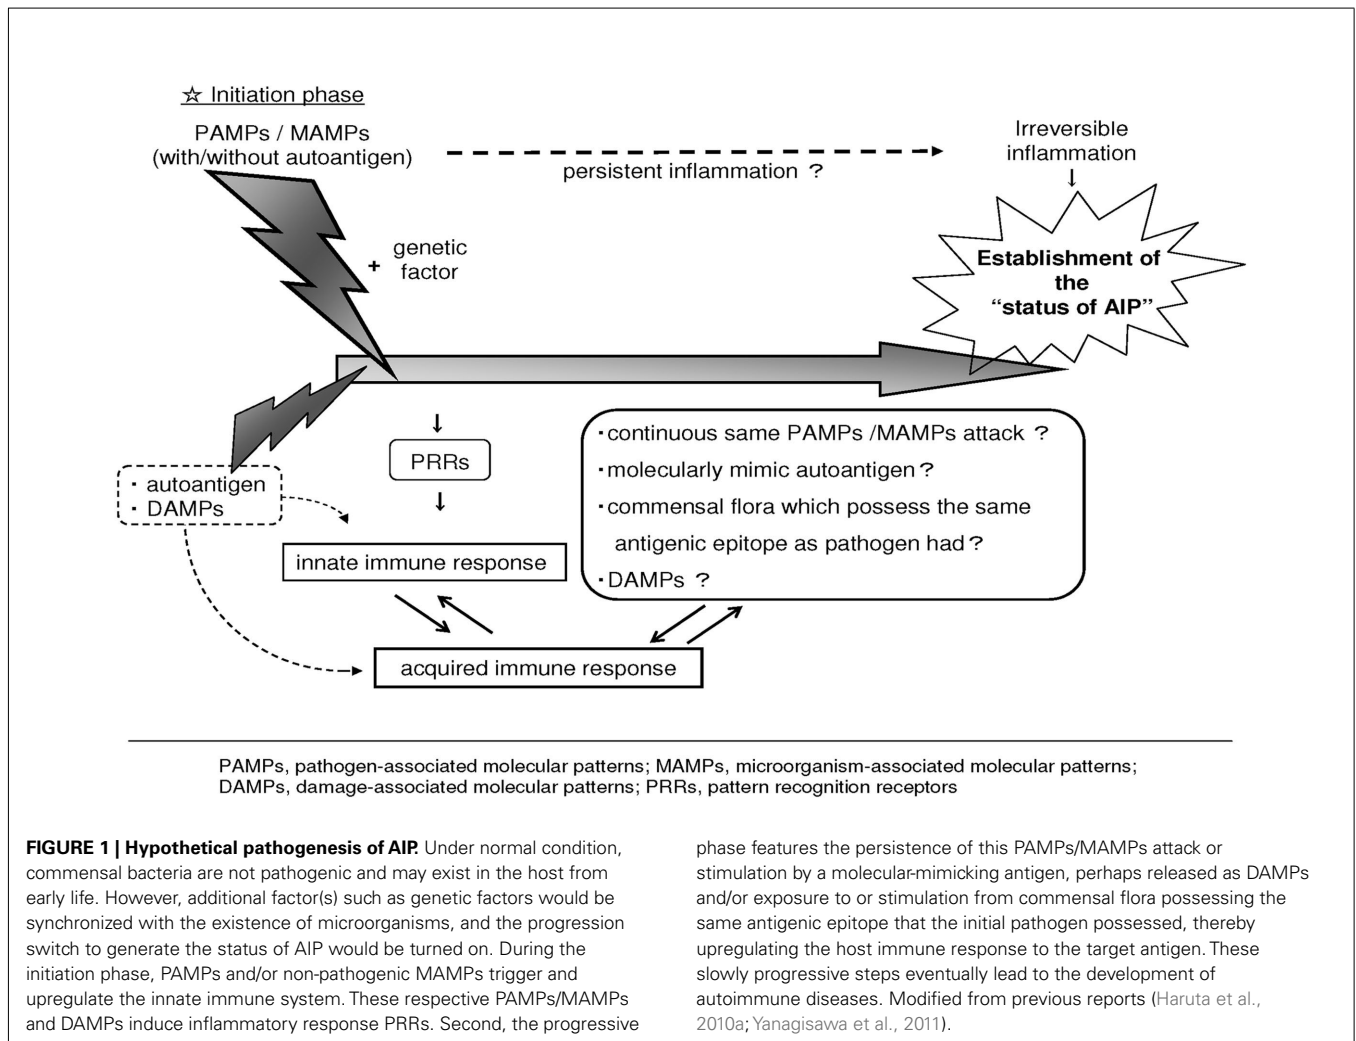 ☆ Initiation phase
PAMPs / MAMPs
(with/without autoantigen)
persistent inflammation ?
Irreversible
inflammation
↓
+ genetic
factor
Establishment of
the
“status of AIP”
↓
PRRs
↓
・autoantigen
・DAMPs
innate immune response
acquired immune response
・continuous same PAMPs /MAMPs attack ?
・molecularly mimic autoantigen ?
・commensal flora which possess the same
antigenic epitope as pathogen had ?
・DAMPs ?
PAMPs, pathogen-associated molecular patterns; MAMPs, microorganism-associated molecular patterns;
DAMPs, damage-associated molecular patterns; PRRs, pattern recognition receptors
FIGURE 1 | Hypothetical pathogenesis of AIP. Under normal condition,
commensal bacteria are not pathogenic and may exist in the host from
early life. However, additional factor(s) such as genetic factors would be
synchronized with the existence of microorganisms, and the progression
switch to generate the status of AIP would be turned on. During the
initiation phase, PAMPs and/or non-pathogenic MAMPs trigger and
upregulate the innate immune system. These respective PAMPs/MAMPs
and DAMPs induce inflammatory response PRRs. Second, the progressive
phase features the persistence of this PAMPs/MAMPs attack or
stimulation by a molecular-mimicking antigen, perhaps released as DAMPs
and/or exposure to or stimulation from commensal flora possessing the
same antigenic epitope that the initial pathogen possessed, thereby
upregulating the host immune response to the target antigen. These
slowly progressive steps eventually lead to the development of
autoimmune diseases. Modified from previous reports (Haruta et al.,
2010a; Yanagisawa et al., 2011).